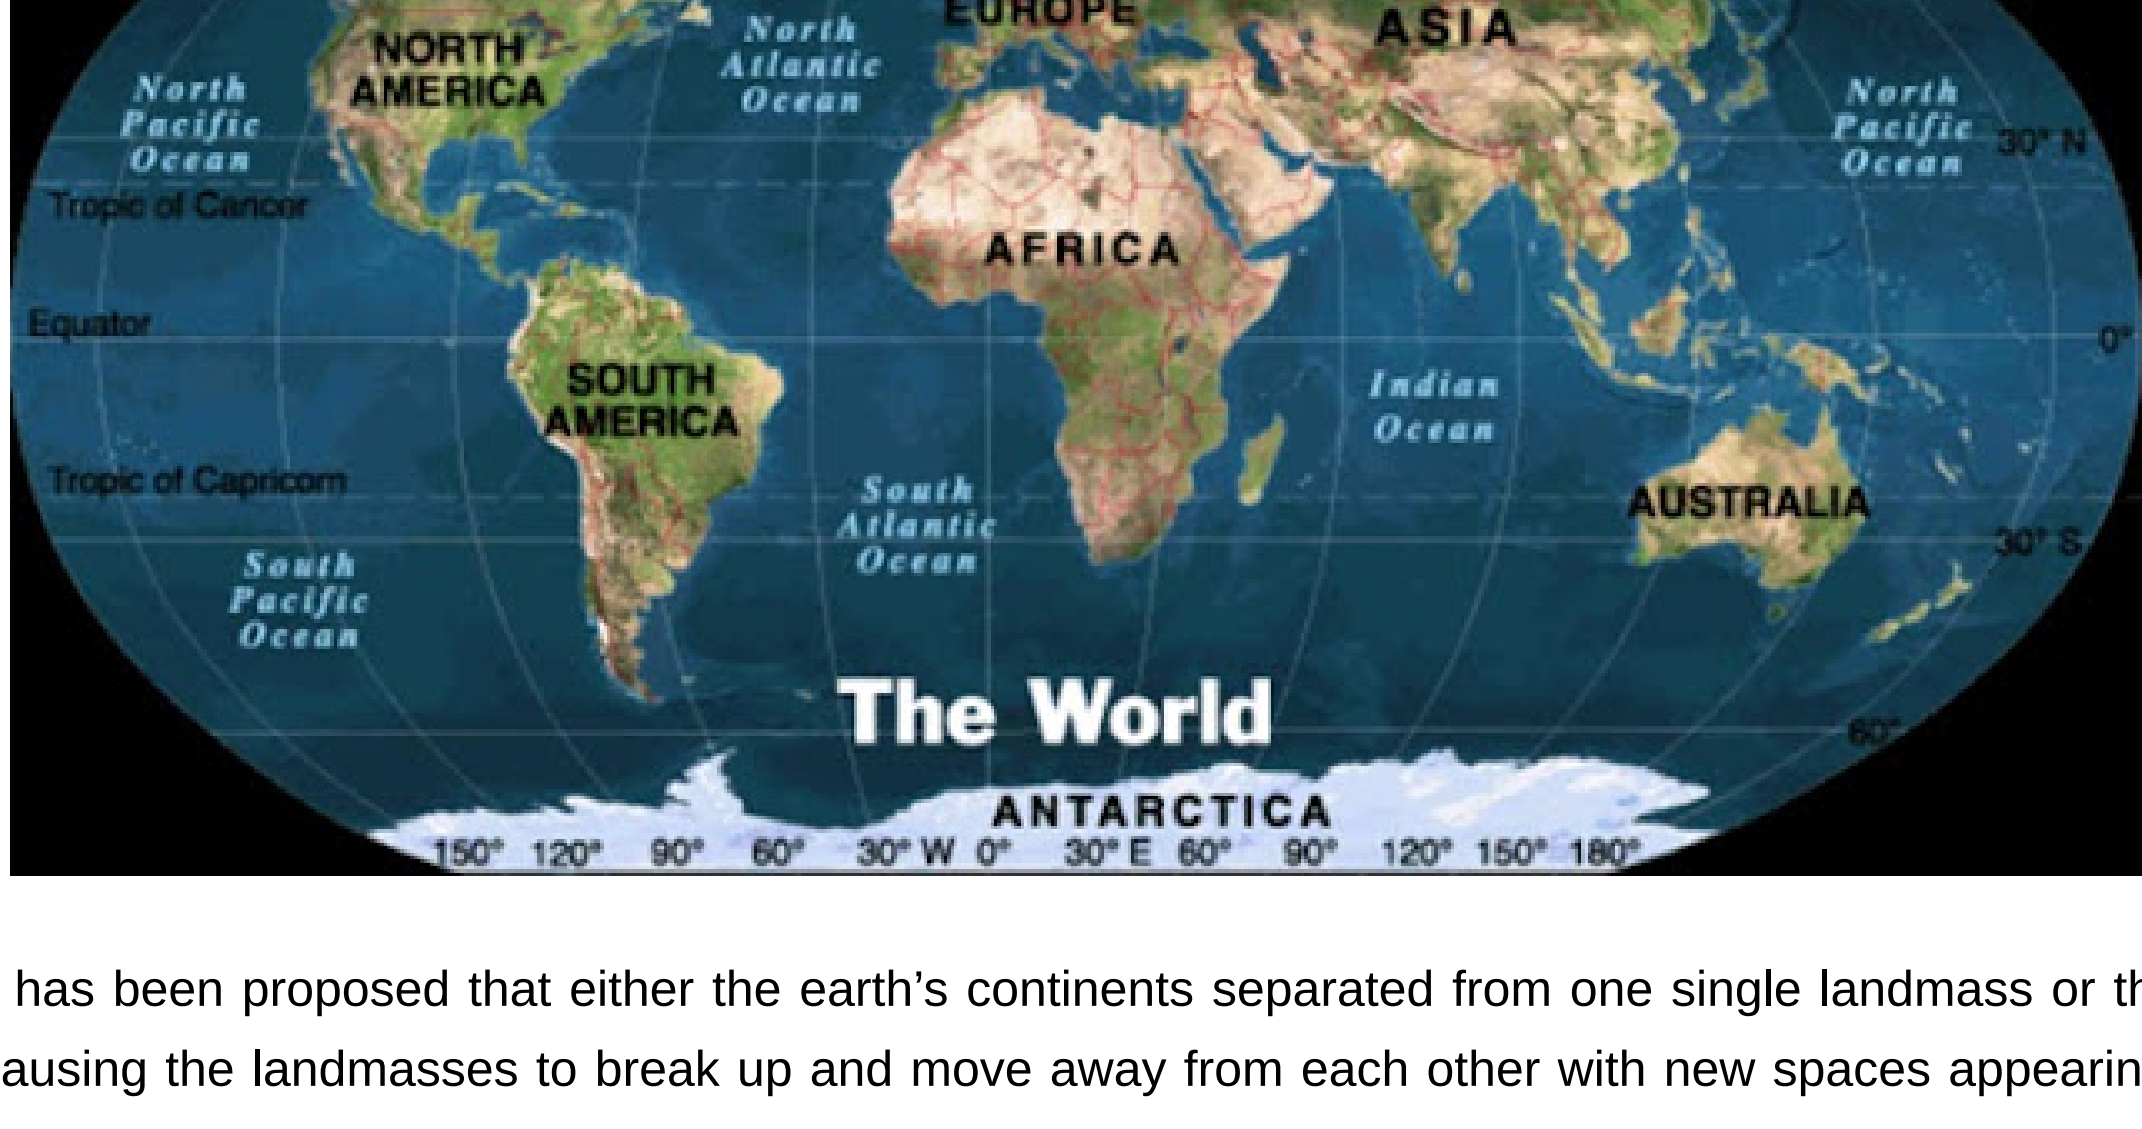 EUROPE
ASIA
North
Atlantic
Ocean
NORTH
AMERICA
North
Pacific
Ocean
North
Pacific
Ocean
30° N
Tropic of Cancer
AFRICA
Equator
0°
SOUTH
AMERICA
Indian
Ocean
Tropic of Capricorn
South
Atlantic
Ocean
AUSTRALIA
30° S
South
Pacific
Ocean
The World
60°
ANTARCTICA
150° 120° 90° 60° 30° W 0° 30° E 60° 90° 120° 150° 180°
has been proposed that either the earth’s continents separated from one single landmass or th
ausing the landmasses to break up and move away from each other with new spaces appearin